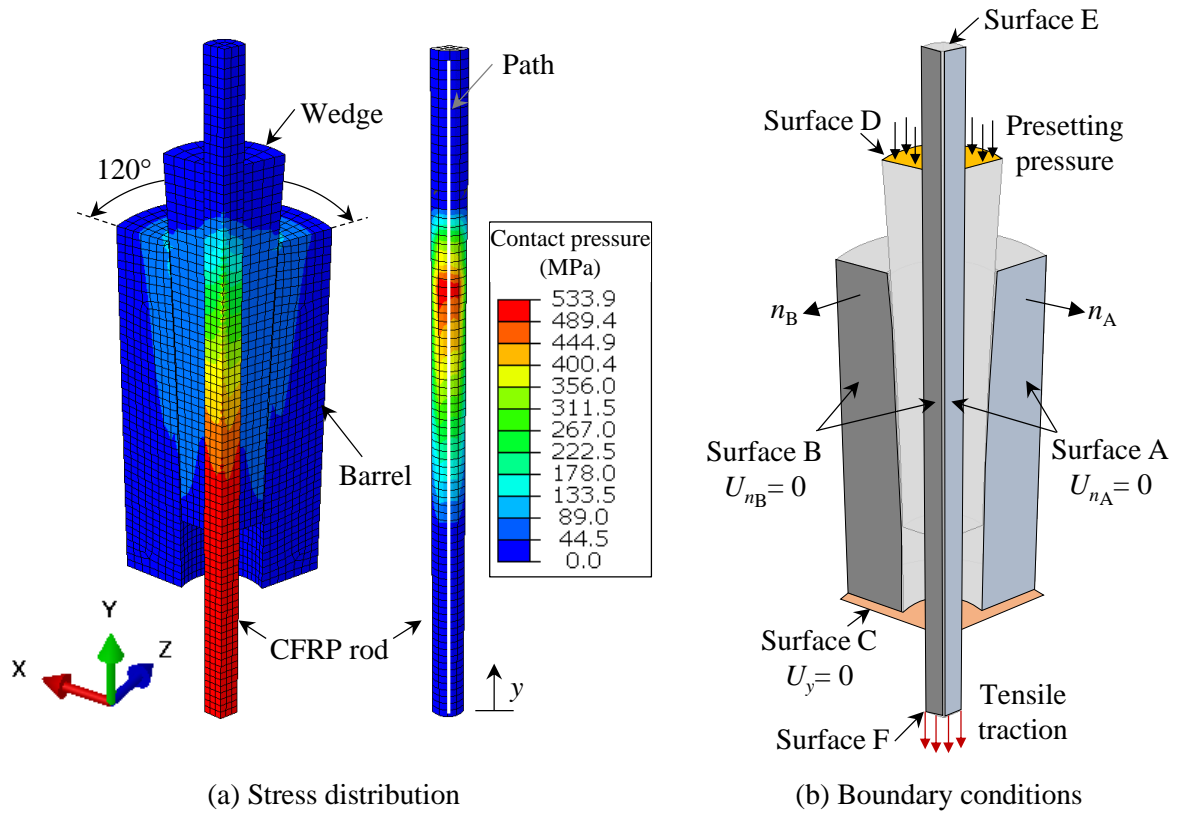 Path
Wedge
120°
Barrel
CFRP rod
Y
X
Z
y
Contact pressure
(MPa)
533.9
489.4
444.9
400.4
356.0
311.5
267.0
222.5
178.0
133.5
89.0
44.5
0.0
(a) Stress distribution
Surface E
Surface D
Presetting
pressure
nB
nA
Surface B
UnB= 0
Surface A
UnA= 0
Surface C
Uy= 0
Tensile
traction
Surface F
(b) Boundary conditions